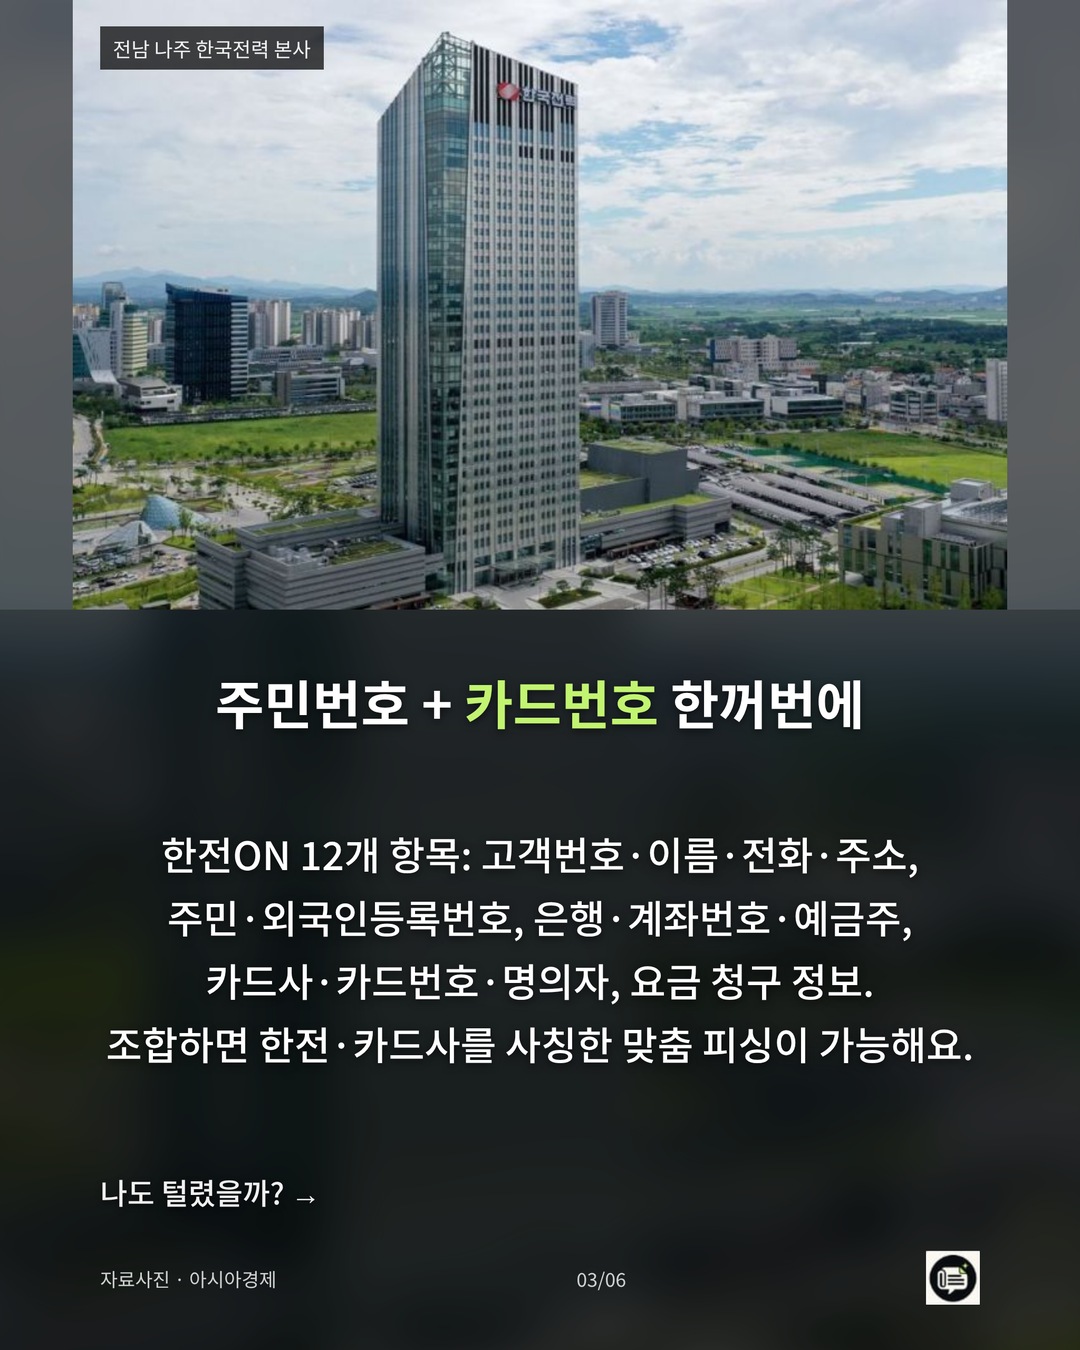 전남 나주 한국전력 본사
한국전력
주민번호 + 카드번호 한꺼번에
한전ON 12개 항목: 고객번호·이름·전화·주소,
주민·외국인등록번호, 은행·계좌번호·예금주,
카드사·카드번호·명의자, 요금 청구 정보.
조합하면 한전·카드사를 사칭한 맞춤 피싱이 가능해요.
나도 털렸을까? →
자료사진 · 아시아경제
03/06